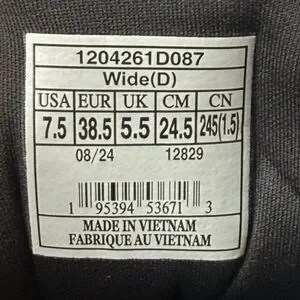 1204261D087
Wide(D)
USA EUR UK CM CN
7.5 38.5 5.5 24.5 245(1.5)
08/24 12829
1 95394 53671 3
MADE IN VIETNAM
FABRIQUE AU VIETNAM